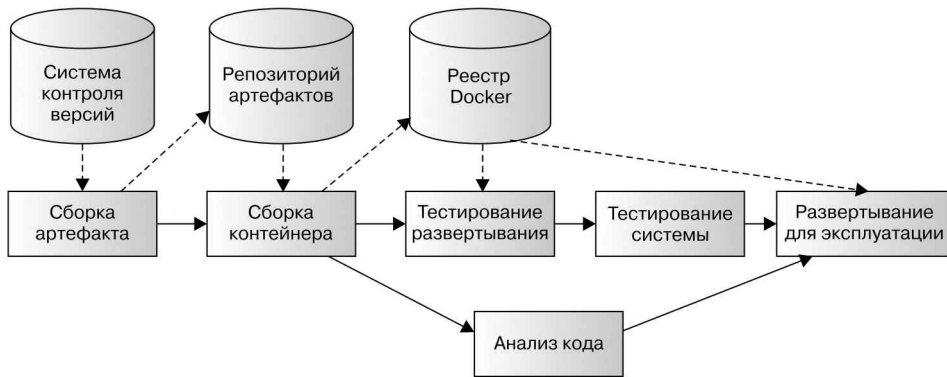 Система
контроля
версий
Репозиторий
артефактов
Реестр
Docker
Сборка
артефакта
Сборка
контейнера
Тестирование
развертывания
Тестирование
системы
Развертывание
для эксплуатации
Анализ кода